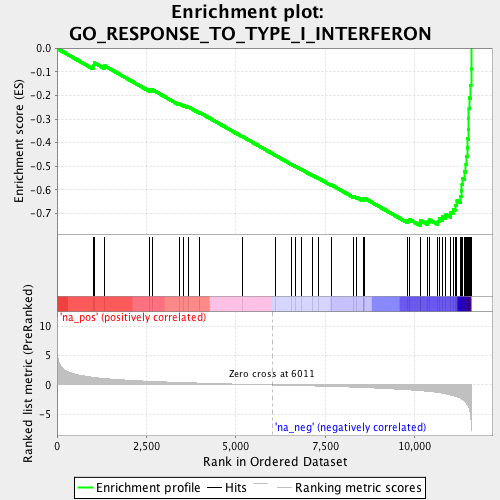 Enrichment plot:
GO_RESPONSE_TO_TYPE_I_INTERFERON
Enrichment score (ES)
0.0
-0.1
-0.2
-0.3
-0.4
-0.5
-0.6
-0.7
'na_pos' (positively correlated)
Ranked list metric (PreRanked)
10
5
0
-5
Zero cross at 6011
'na_neg' (negatively correlated)
0
2,500
5,000
7,500
10,000
Rank in Ordered Dataset
Enrichment profile
Hits
Ranking metric scores